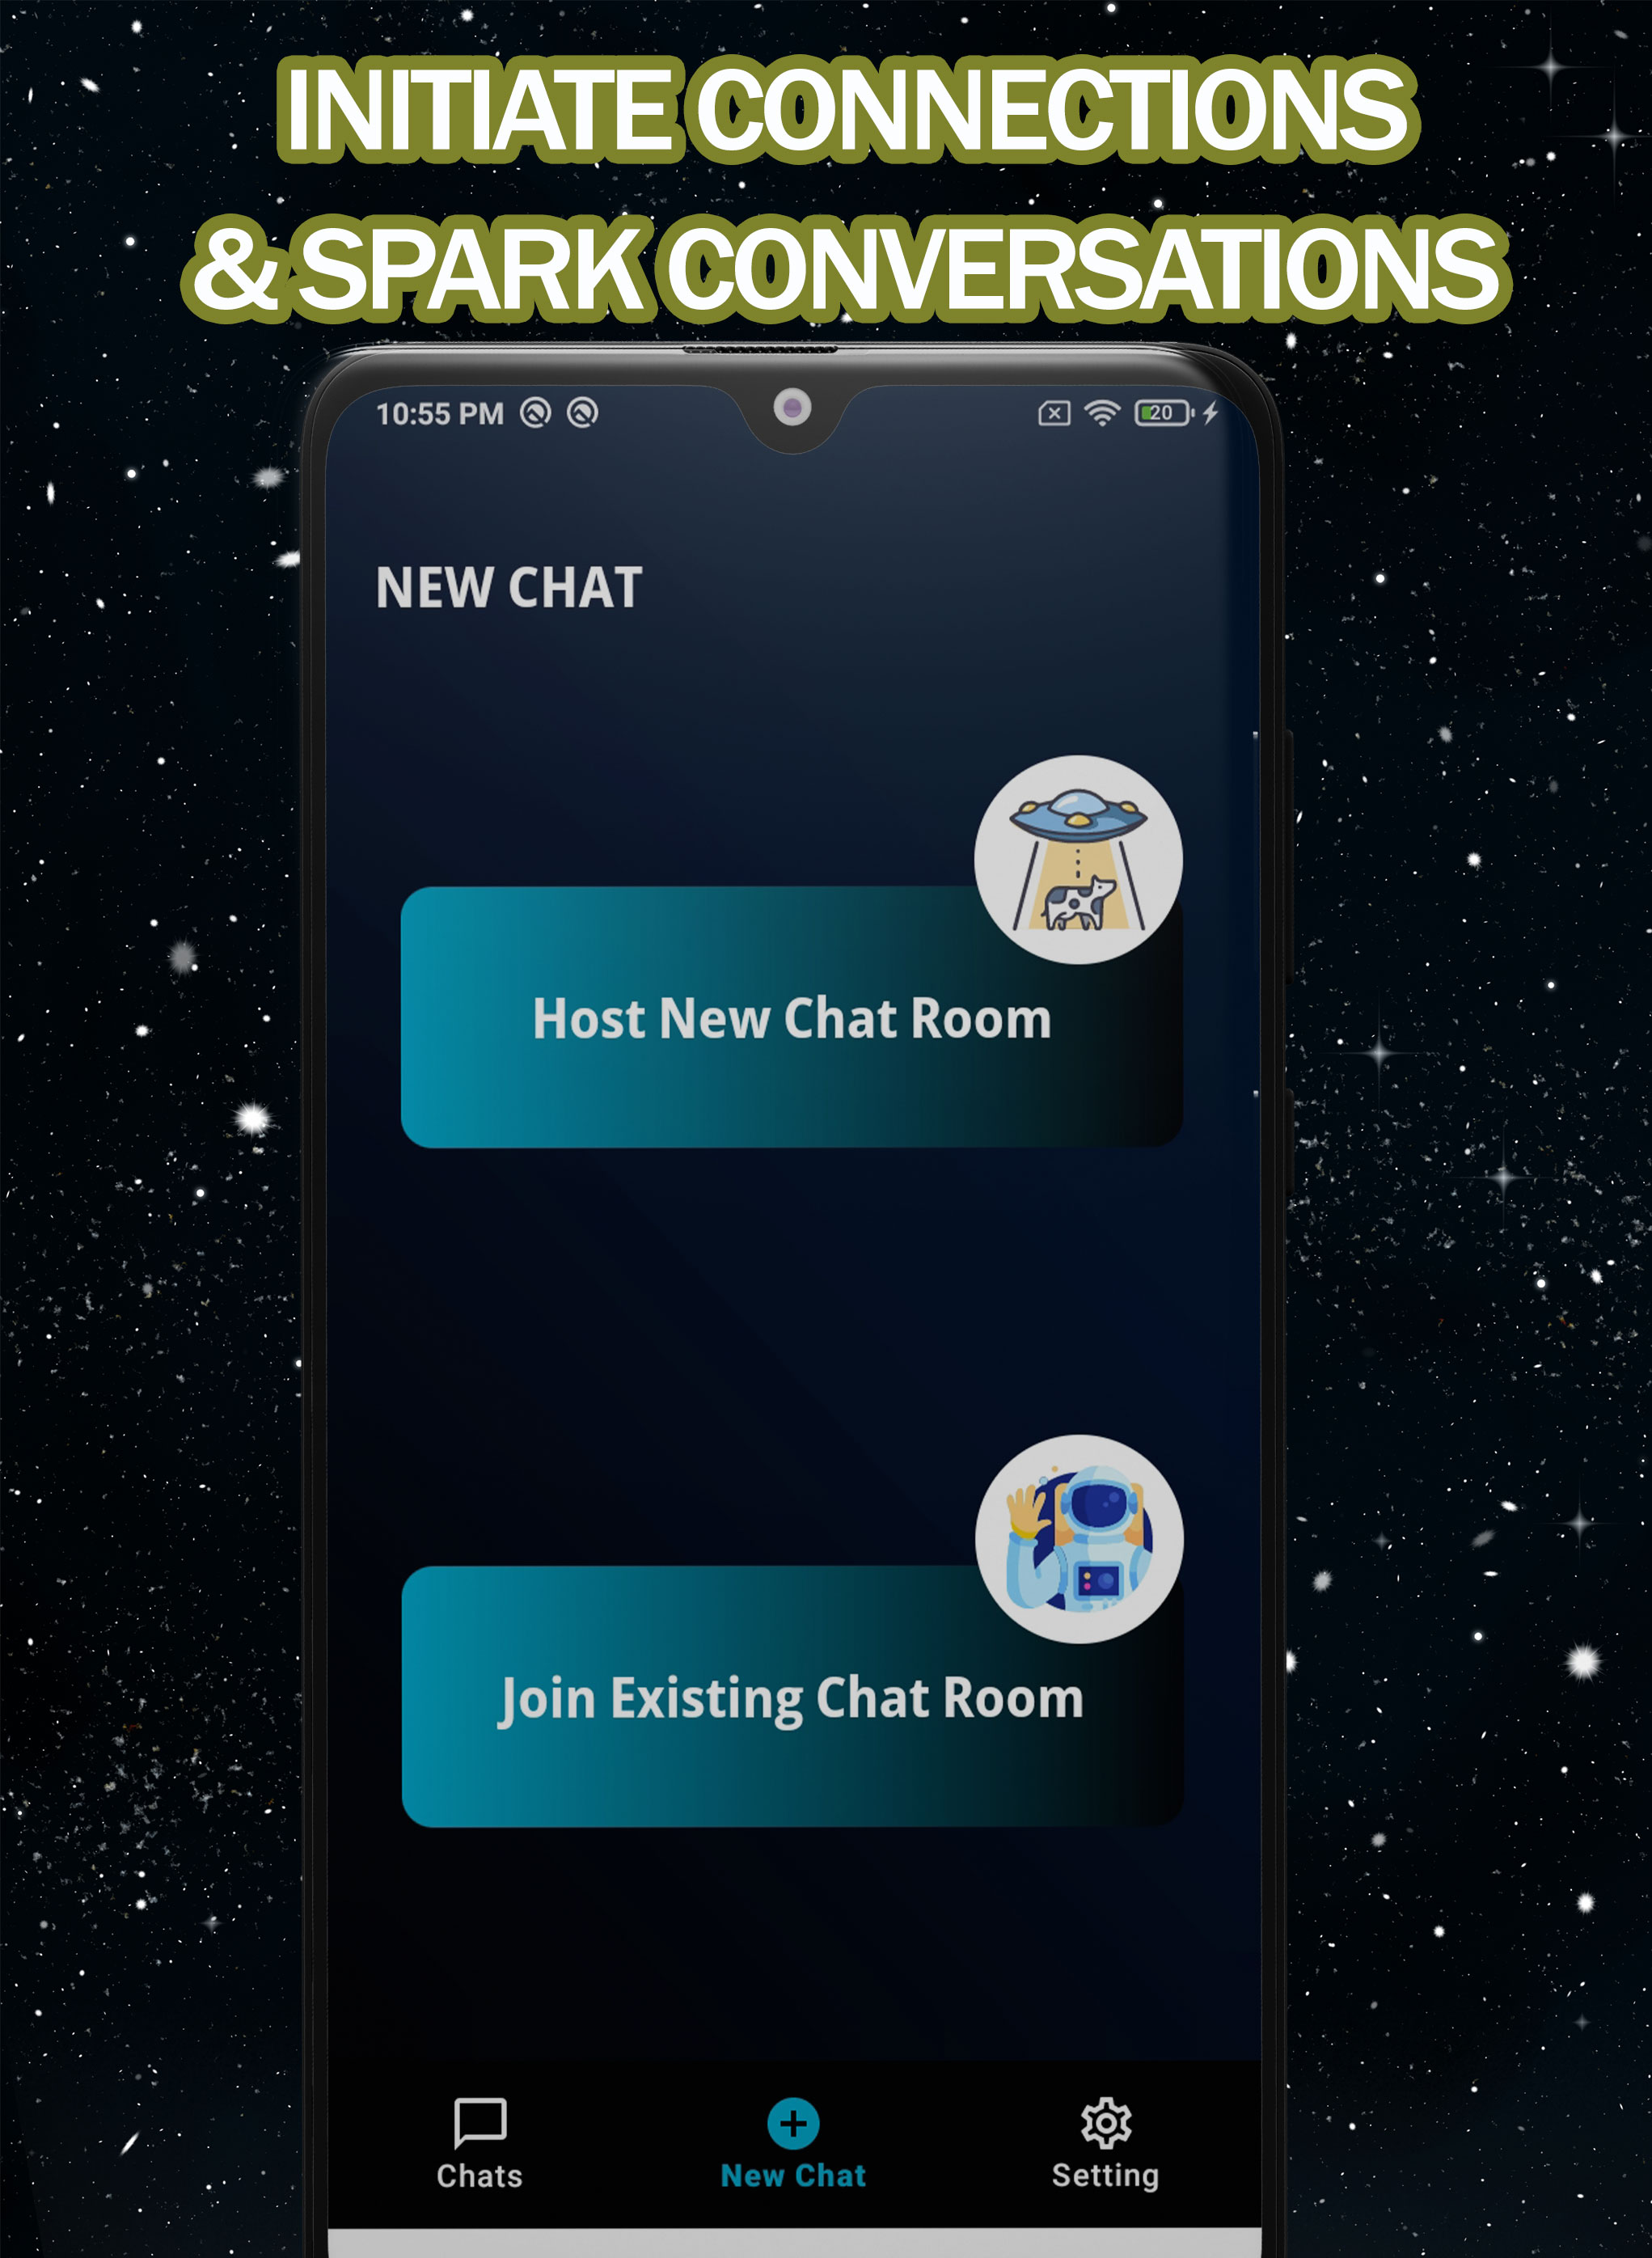 INITIATE CONNECTIONS
& SPARK CONVERSATIONS
10:55 PM
20
NEW CHAT
Host New Chat Room
Join Existing Chat Room
Chats
New Chat
Setting